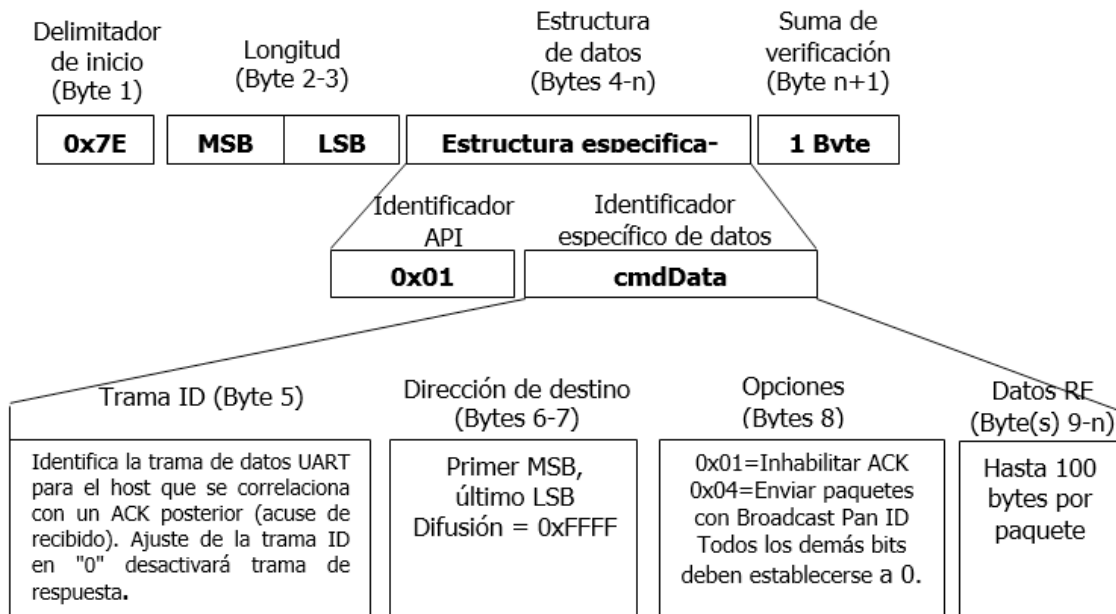 Delimitador
de inicio
(Byte 1)
Longitud
(Byte 2-3)
Estructura
de datos
(Bytes 4-n)
Suma de
verificación
(Byte n+1)
0x7E
MSB
LSB
Estructura especifica-
1 Byte
Identificador
API
Identificador
específico de datos
0x01
cmdData
Trama ID (Byte 5)
Dirección de destino
(Bytes 6-7)
Opciones
(Bytes 8)
Datos RF
(Byte(s) 9-n)
Identifica la trama de datos UART
para el host que se correlaciona
con un ACK posterior (acuse de
recibido). Ajuste de la trama ID
en "0" desactivará trama de
respuesta.
Primer MSB,
último LSB
Difusión = 0xFFFF
0x01=Inhabilitar ACK
0x04=Enviar paquetes
con Broadcast Pan ID
Todos los demás bits
deben establecerse a 0.
Hasta 100
bytes por
paquete